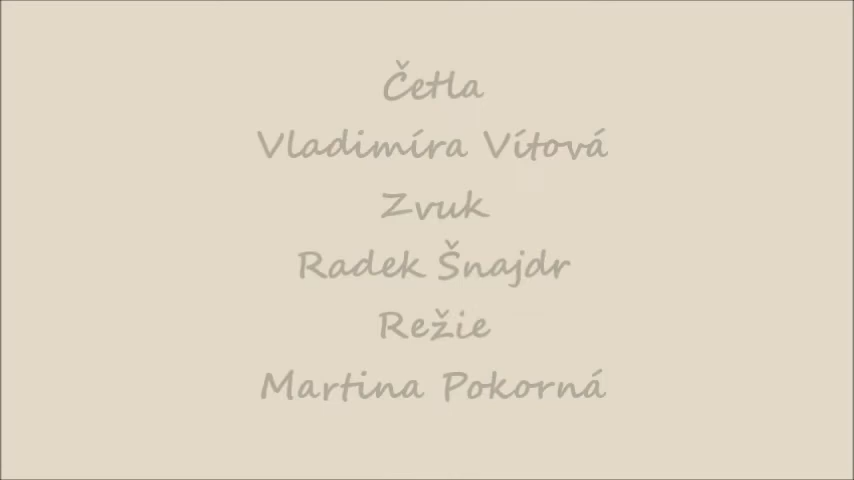 Četla
Vladimíra Vítová
Zvuk
Radek Šnajdr
Režie
Martina Pokorná